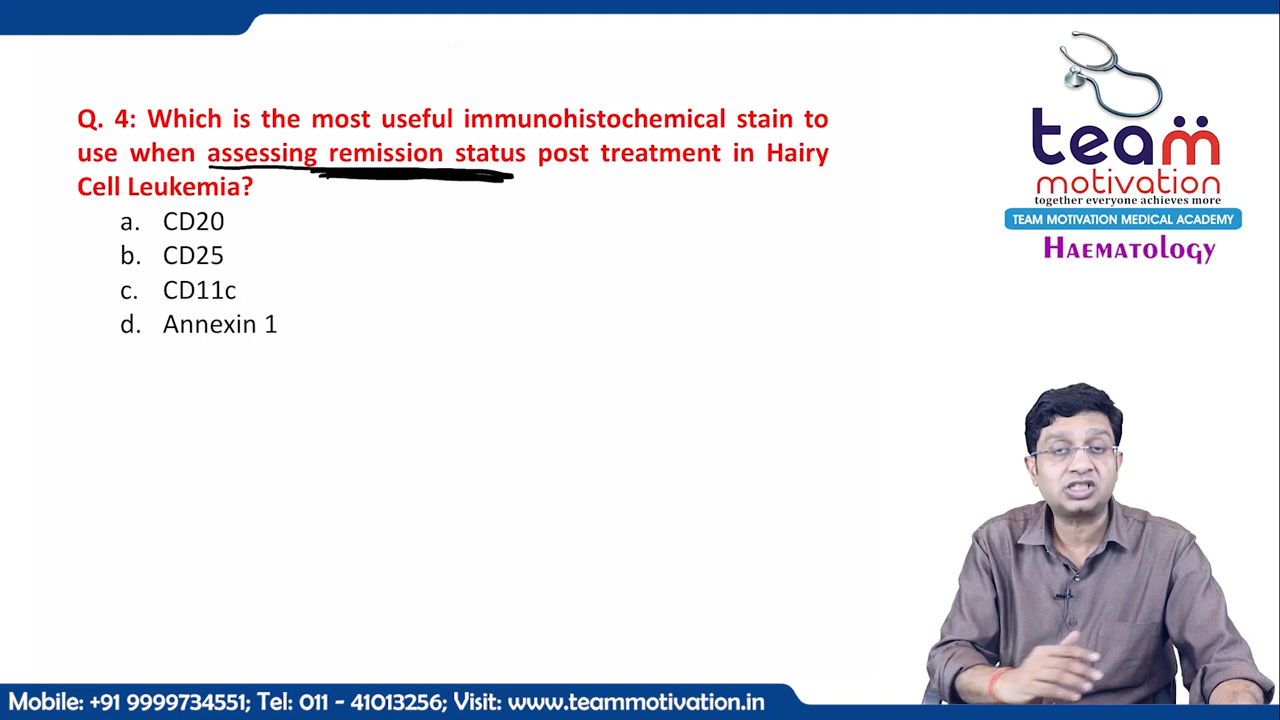 Q. 4: Which is the most useful immunohistochemical stain to
use when assessing remission status post treatment in Hairy
Cell Leukemia?
a. CD20
b. CD25
c. CD11c
d. Annexin 1
team
motivation
together everyone achieves more
TEAM MOTIVATION MEDICAL ACADEMY
HAEMATOLOGY
Mobile: +91 9999734551; Tel: 011 - 41013256; Visit: www.teammotivation.in